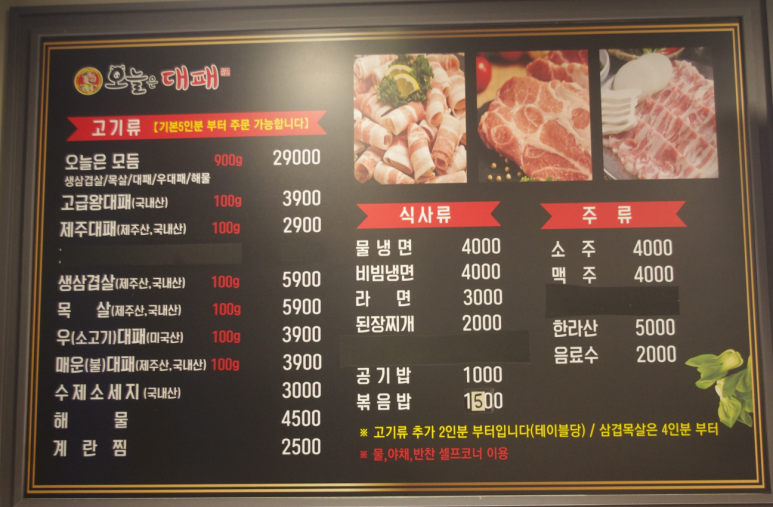 오늘은 대패
고기류 【기본5인분 부터 주문 가능합니다】
오늘은 모듬 900g 29000
생삼겹살/목살/대패/우대패/해물
고급왕대패(국내산) 100g 3900
제주대패(제주산,국내산) 100g 2900
생삼겹살(제주산,국내산) 100g 5900
목 살(제주산,국내산) 100g 5900
우(소고기)대패(미국산) 100g 3900
매운(불)대패(제주산,국내산) 100g 3900
수제소세지(국내산) 3000
해 물 4500
계 란 찜 2500
식사류
물냉면 4000
비빔냉면 4000
라 면 3000
된장찌개 2000
공기밥 1000
볶음밥 1500
주 류
소 주 4000
맥 주 4000
한라산 5000
음료수 2000
※ 고기류 추가 2인분 부터입니다(테이블당) / 삼겹목살은 4인분 부터
※ 물,야채,반찬 셀프코너 이용